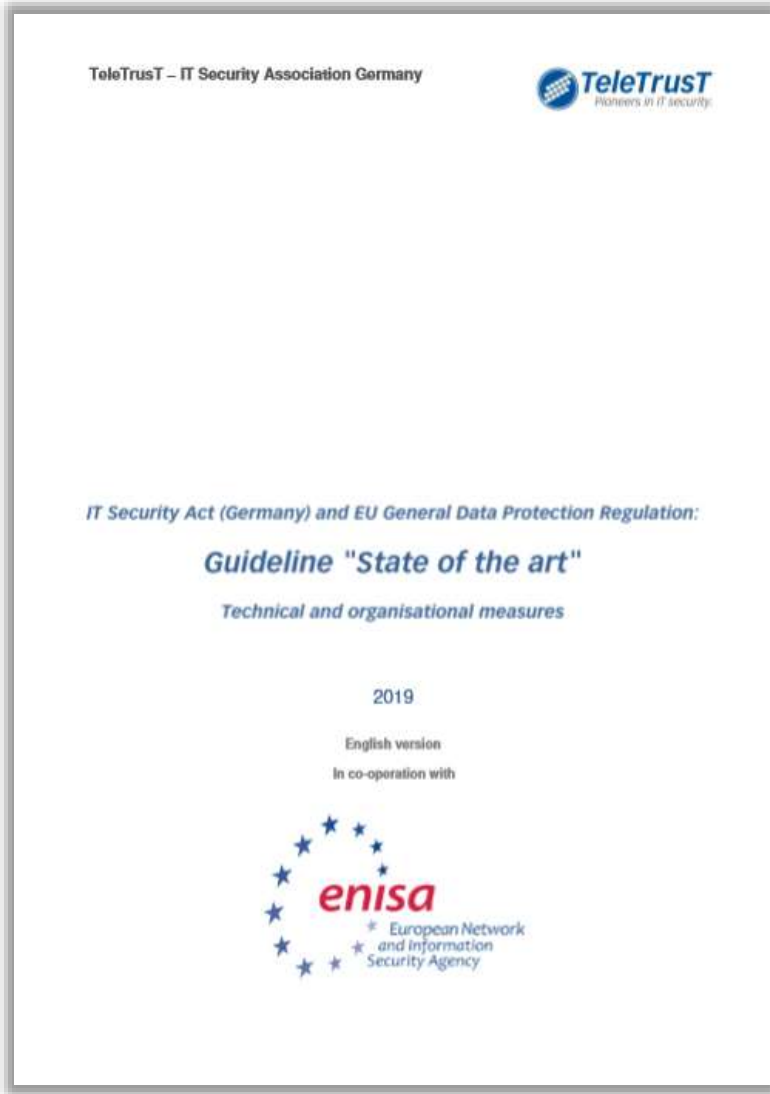 TeleTrusT – IT Security Association Germany
TeleTrusT
Pioneers in IT security.
IT Security Act (Germany) and EU General Data Protection Regulation:
Guideline "State of the art"
Technical and organisational measures
2019
English version
In co-operation with
enisa
European Network
and Information
Security Agency